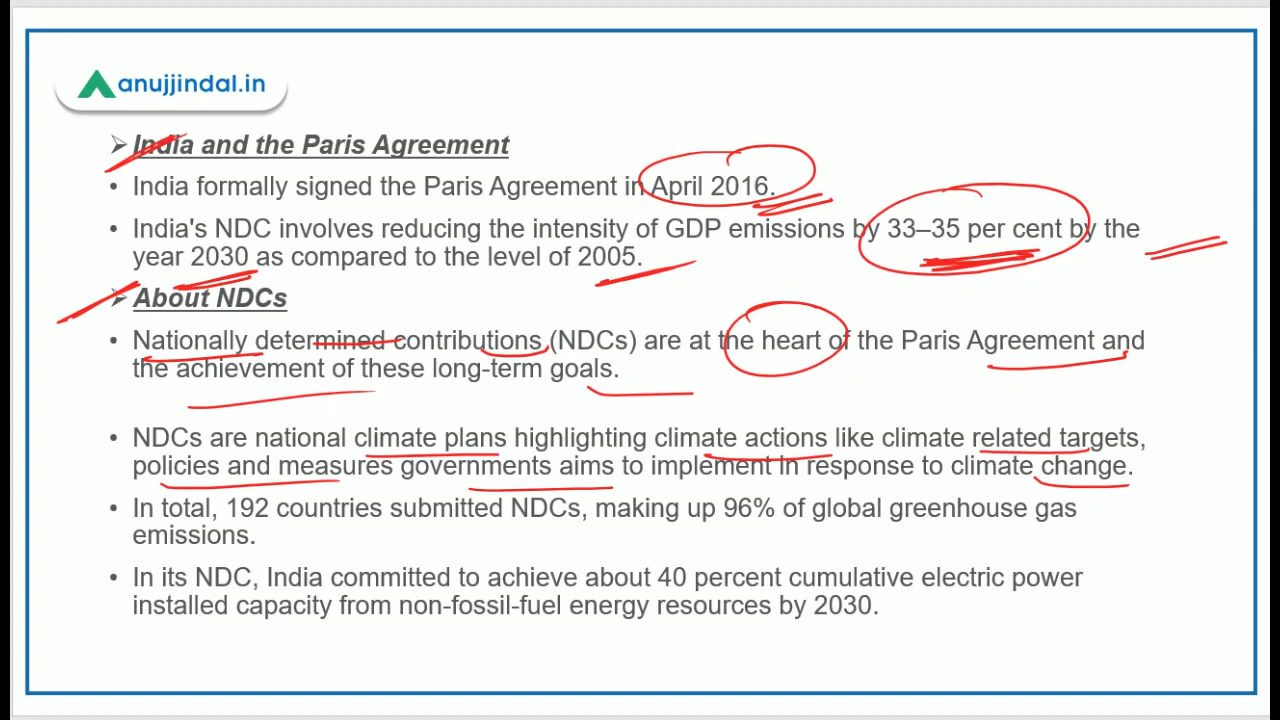 anujjindal.in
➢ India and the Paris Agreement
• India formally signed the Paris Agreement in April 2016.
• India's NDC involves reducing the intensity of GDP emissions by 33–35 per cent by the
year 2030 as compared to the level of 2005.
➢ About NDCs
• Nationally determined contributions (NDCs) are at the heart of the Paris Agreement and
the achievement of these long-term goals.
• NDCs are national climate plans highlighting climate actions like climate related targets,
policies and measures governments aims to implement in response to climate change.
• In total, 192 countries submitted NDCs, making up 96% of global greenhouse gas
emissions.
• In its NDC, India committed to achieve about 40 percent cumulative electric power
installed capacity from non-fossil-fuel energy resources by 2030.